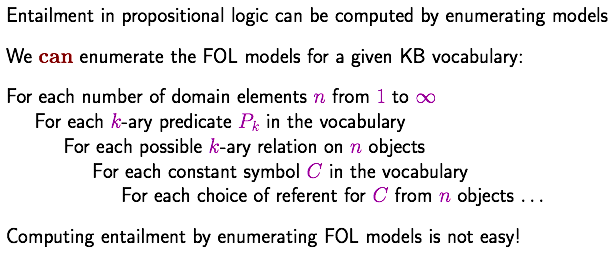 Entailment in propositional logic can be computed by enumerating models
We can enumerate the FOL models for a given KB vocabulary:
For each number of domain elements n from 1 to ∞
For each k-ary predicate Pₖ in the vocabulary
For each possible k-ary relation on n objects
For each constant symbol C in the vocabulary
For each choice of referent for C from n objects . . .
Computing entailment by enumerating FOL models is not easy!